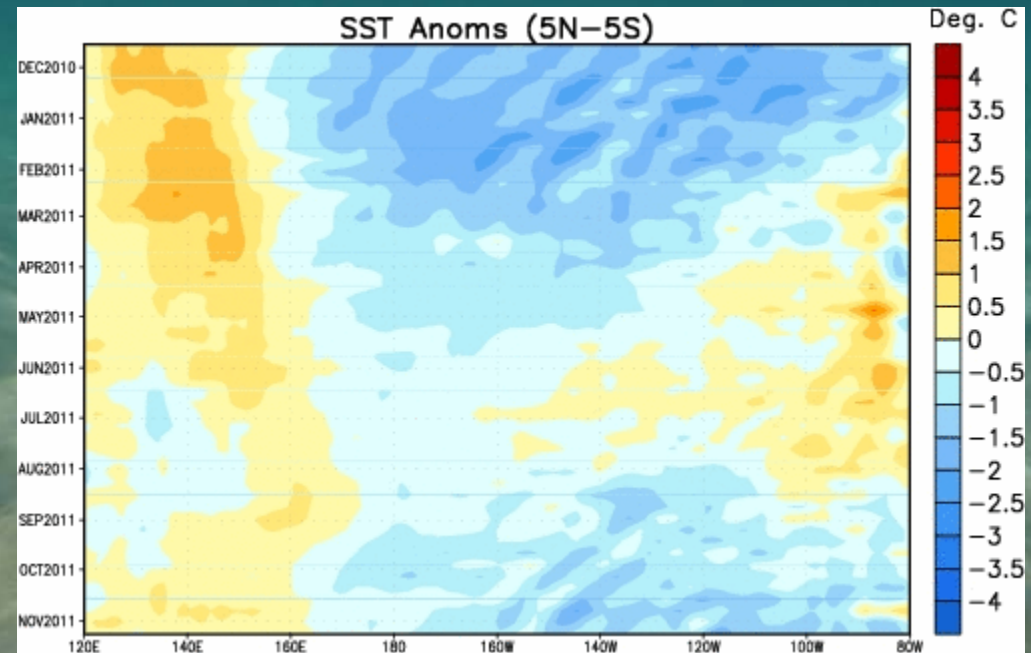 SST Anoms (5N−5S)
Deg. C
DEC2010
JAN2011
FEB2011
MAR2011
APR2011
MAY2011
JUN2011
JUL2011
AUG2011
SEP2011
OCT2011
NOV2011
120E 140E 160E 180 160W 140W 120W 100W 80W
4
3.5
3
2.5
2
1.5
1
0.5
0
−0.5
−1
−1.5
−2
−2.5
−3
−3.5
−4